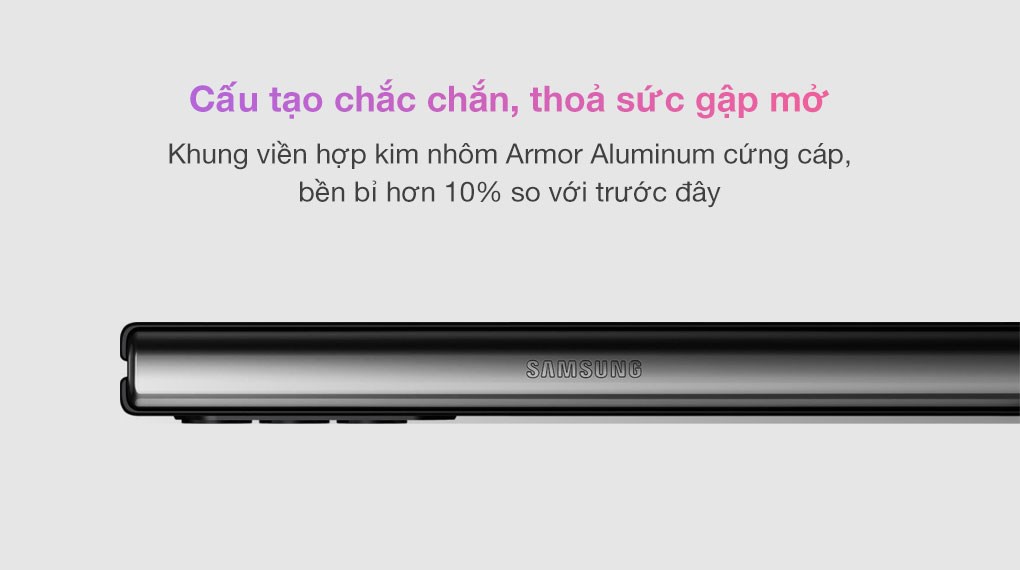 Cấu tạo chắc chắn, thoả sức gập mở
Khung viền hợp kim nhôm Armor Aluminum cứng cáp,
bền bỉ hơn 10% so với trước đây
SAMSUNG